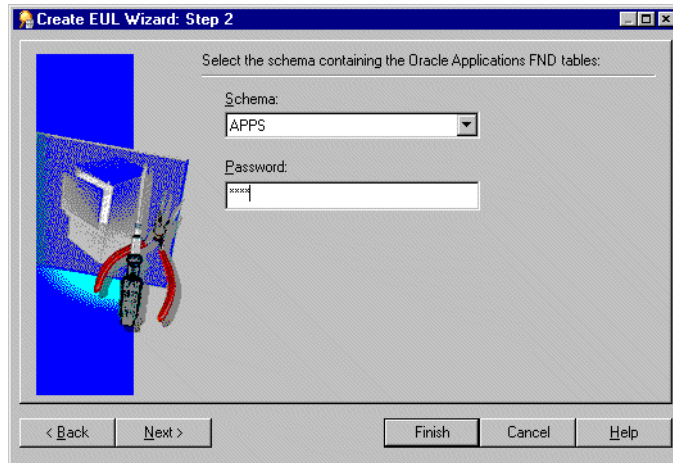 Create EUL Wizard: Step 2
Select the schema containing the Oracle Applications FND tables:
Schema:
APPS
Password:
****
< Back
Next >
Finish
Cancel
Help